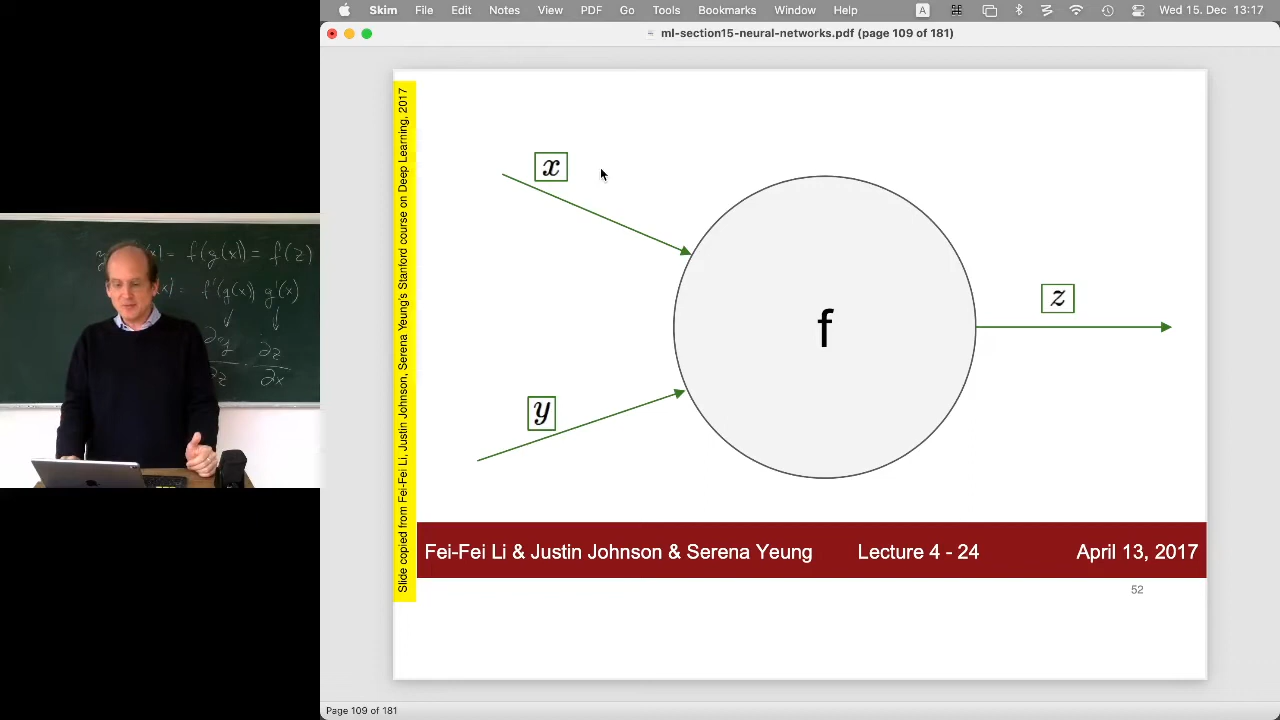 Skim File Edit Notes View PDF Go Tools Bookmarks Window Help A Wed 15. Dec 13:17
ml-section15-neural-networks.pdf (page 109 of 181)
Slide copied from Fei-Fei Li, Justin Johnson, Serena Yeung's Stanford course on Deep Learning, 2017
x
y
f
z
Fei-Fei Li & Justin Johnson & Serena Yeung Lecture 4 - 24 April 13, 2017
52
Page 109 of 181
= f(g(x)) = f(z)
f'(g(x)) g'(x)
∂z
∂x